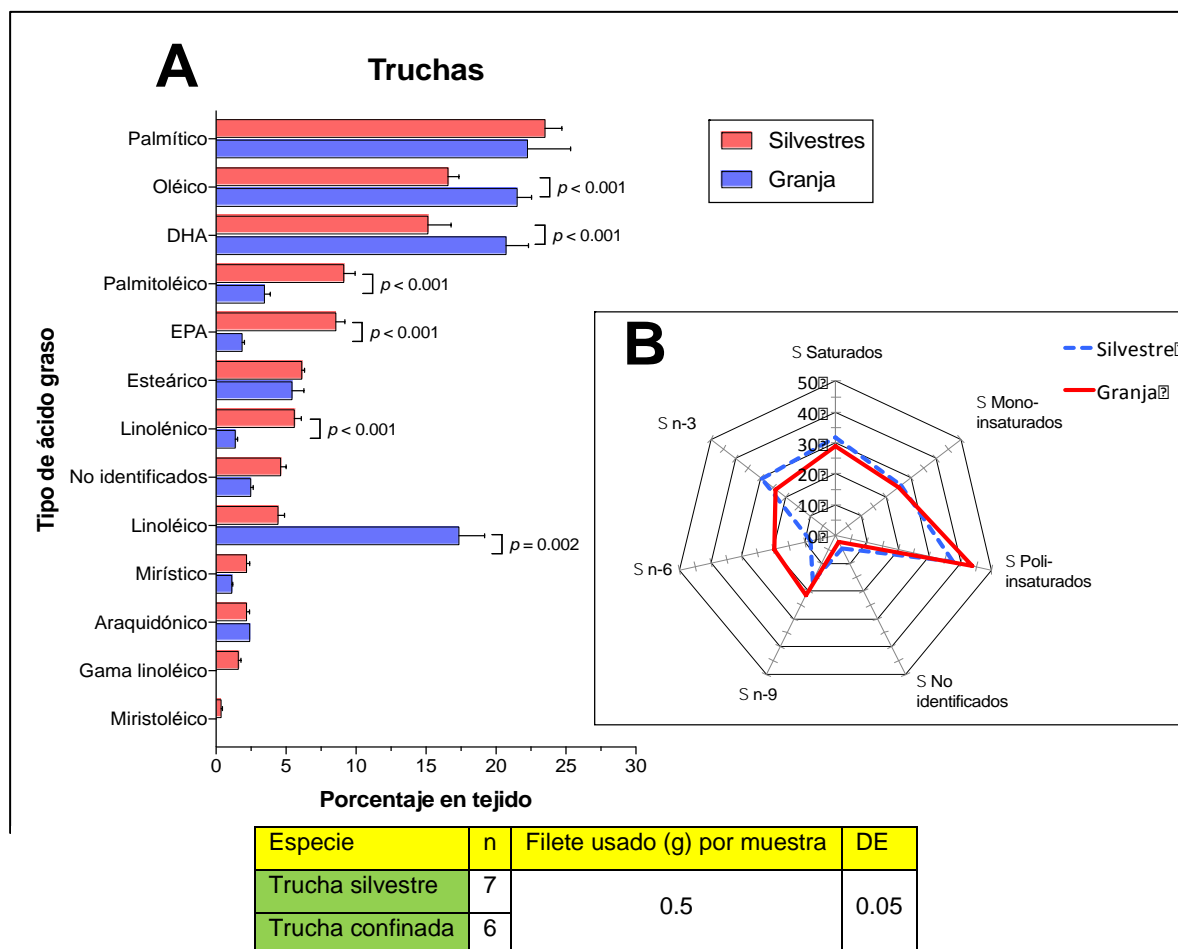 A
Truchas
Tipo de ácido graso
Palmítico
Oléico
DHA
Palmitoléico
EPA
Esteárico
Linolénico
No identificados
Linoléico
Mirístico
Araquidónico
Gama linoléico
Miristoléico
p < 0.001
p < 0.001
p < 0.001
p < 0.001
p < 0.001
p = 0.002
0 5 10 15 20 25 30
Porcentaje en tejido
Silvestres
Granja
B
Silvestre
Granja
S Saturados
S Mono-
insaturados
S Poli-
insaturados
S No
identificados
S n-9
S n-6
S n-3
50
40
30
20
10
0
Especie n Filete usado (g) por muestra DE
Trucha silvestre 7 0.5 0.05
Trucha confinada 6